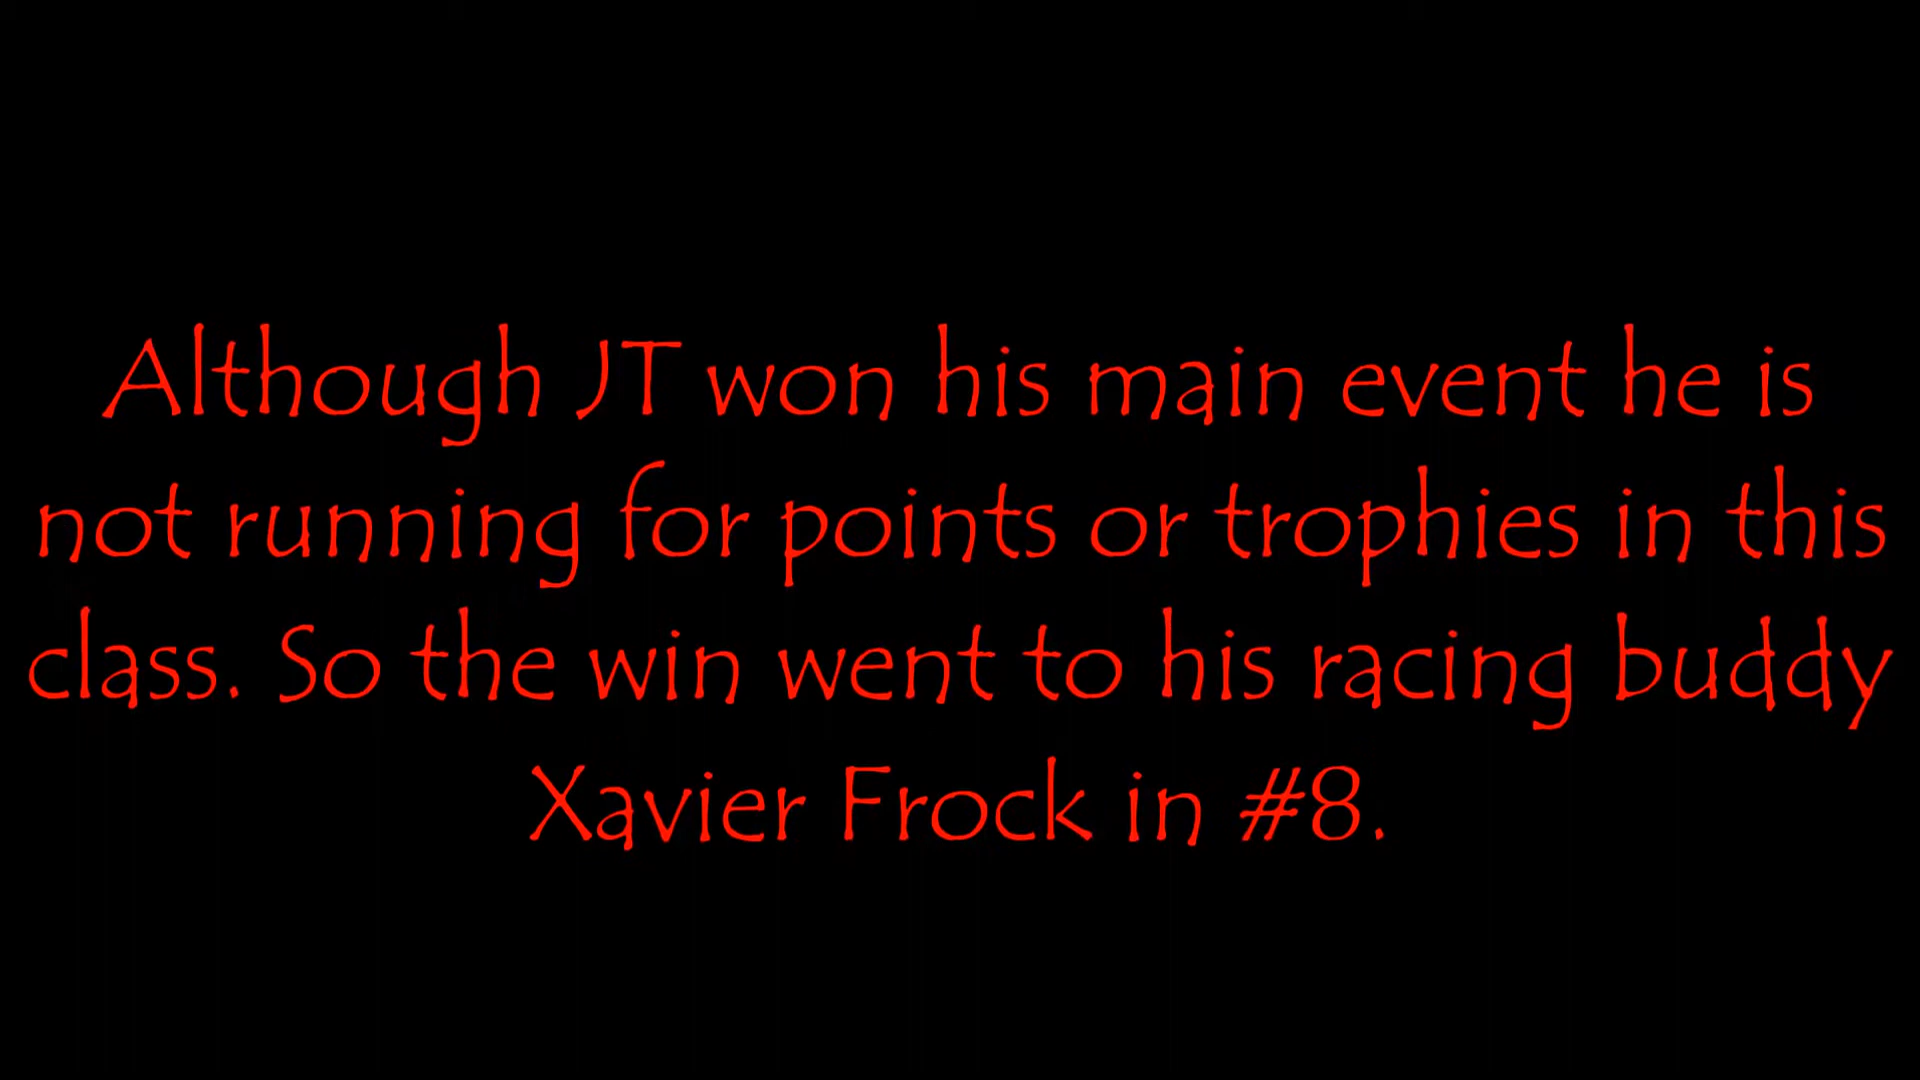 Although JT won his main event he is
not running for points or trophies in this
class. So the win went to his racing buddy
Xavier Frock in #8.